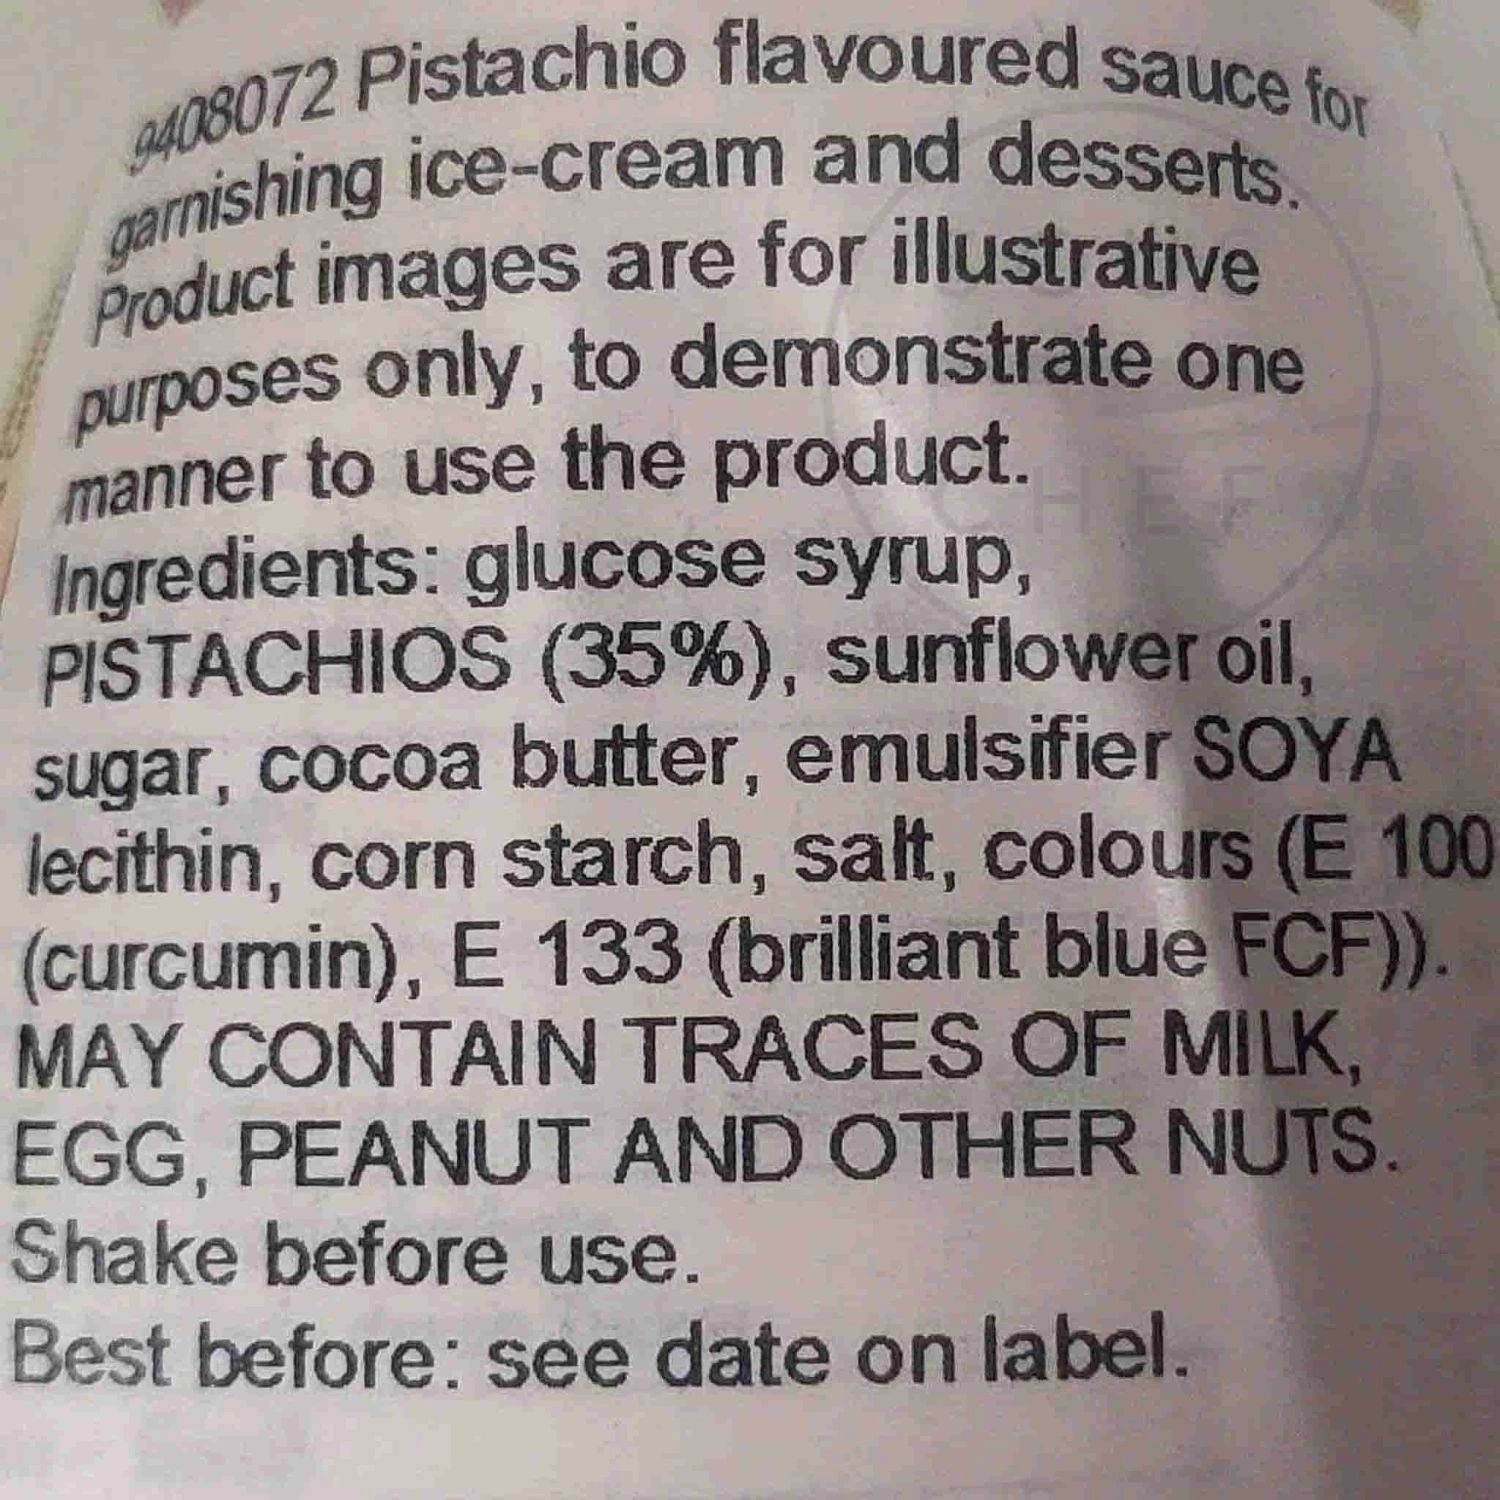 9408072 Pistachio flavoured sauce for
garnishing ice-cream and desserts.
Product images are for illustrative
purposes only, to demonstrate one
manner to use the product.
Ingredients: glucose syrup,
PISTACHIOS (35%), sunflower oil,
sugar, cocoa butter, emulsifier SOYA
lecithin, corn starch, salt, colours (E 100
(curcumin), E 133 (brilliant blue FCF)).
MAY CONTAIN TRACES OF MILK,
EGG, PEANUT AND OTHER NUTS.
Shake before use.
Best before: see date on label.